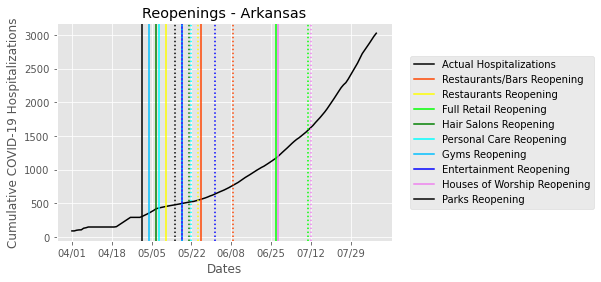 Reopenings - Arkansas
Cumulative COVID-19 Hospitalizations
3000
2500
2000
1500
1000
500
0
04/01 04/18 05/05 05/22 06/08 06/25 07/12 07/29
Dates
Actual Hospitalizations
Restaurants/Bars Reopening
Restaurants Reopening
Full Retail Reopening
Hair Salons Reopening
Personal Care Reopening
Gyms Reopening
Entertainment Reopening
Houses of Worship Reopening
Parks Reopening